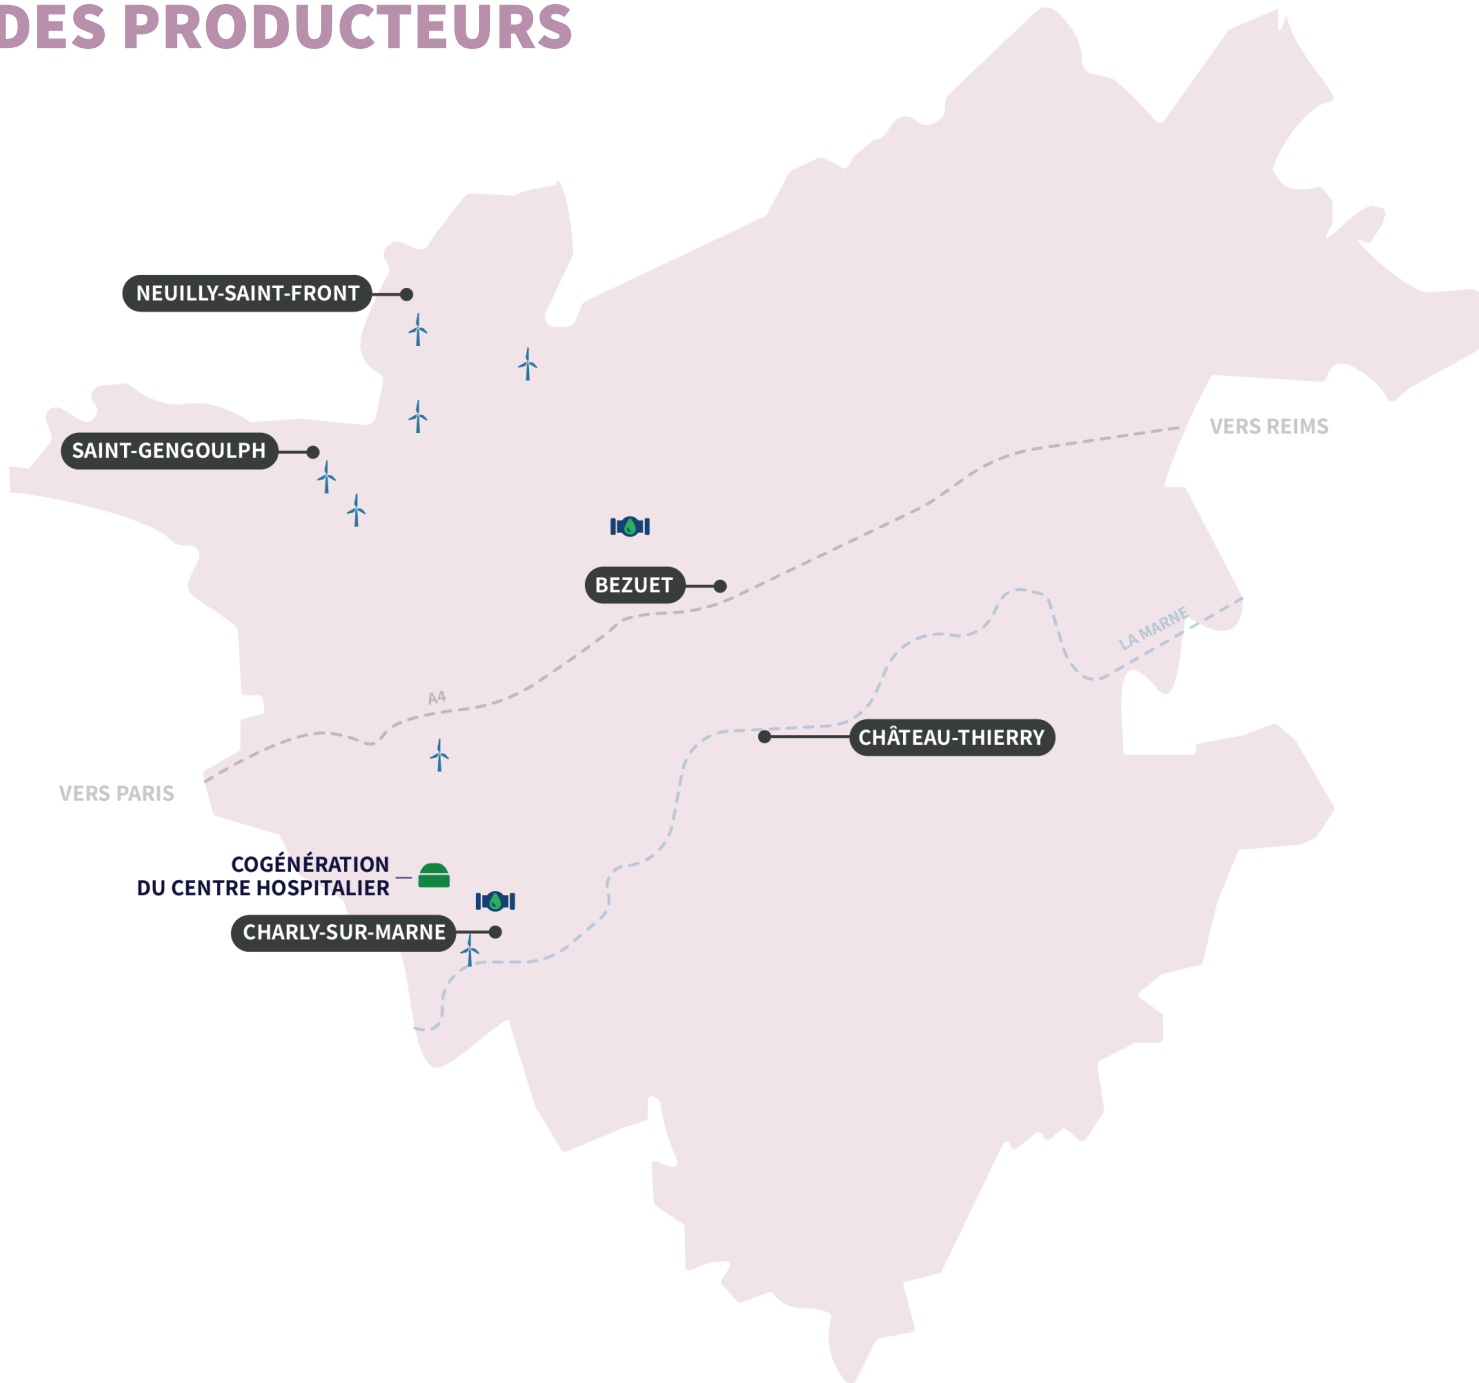 DES PRODUCTEURS
NEUILLY-SAINT-FRONT
VERS REIMS
SAINT-GENGOULPH
BEZUET
LA MARNE
A4
CHÂTEAU-THIERRY
VERS PARIS
COGÉNÉRATION
DU CENTRE HOSPITALIER
CHARLY-SUR-MARNE